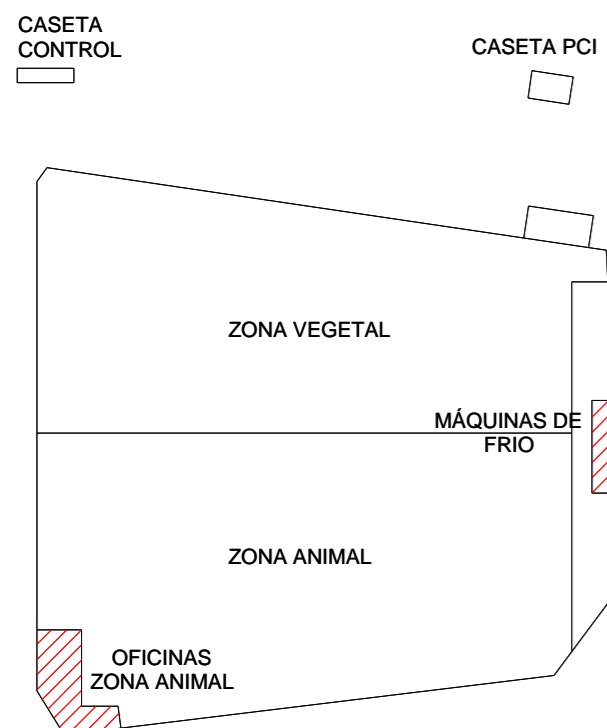 CASETA
CONTROL
CASETA PCI
ZONA VEGETAL
MÁQUINAS DE
FRIO
ZONA ANIMAL
OFICINAS
ZONA ANIMAL